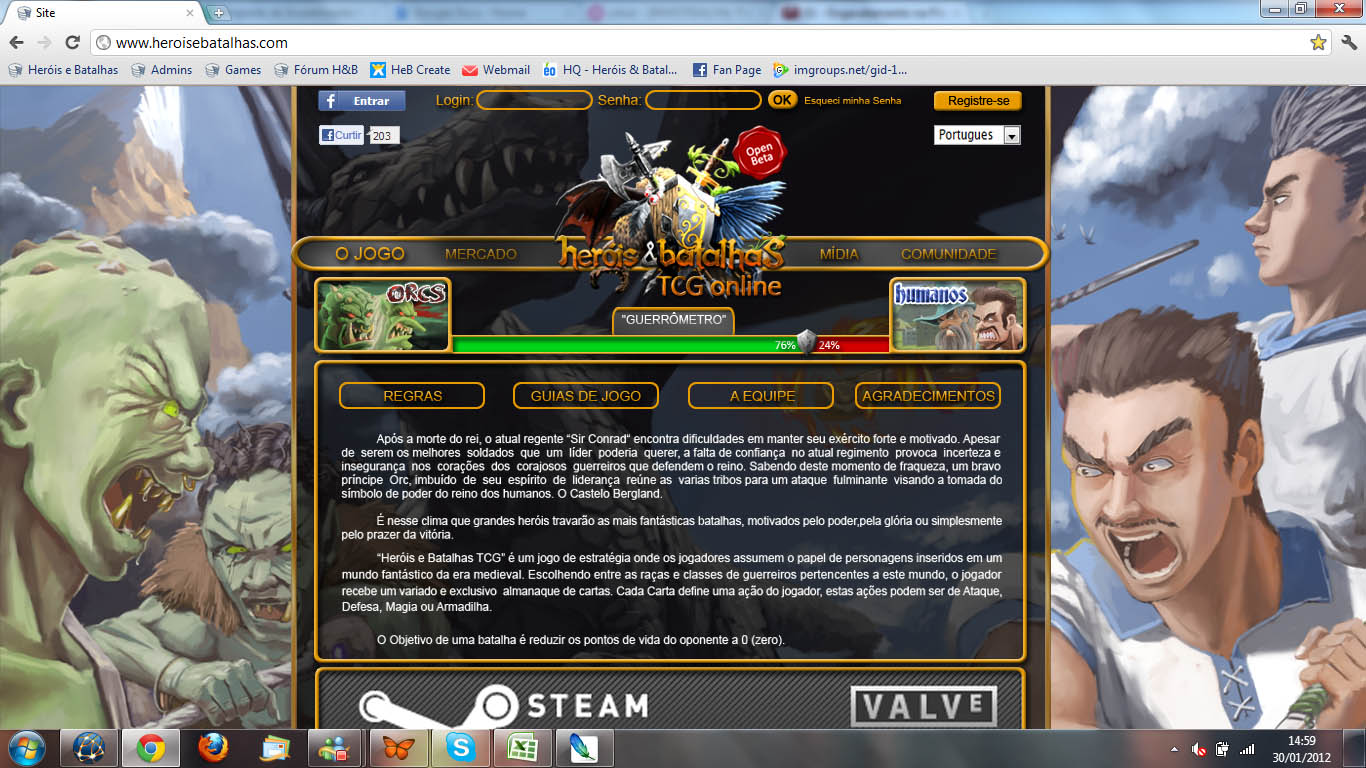 Site
www.heroisebatalhas.com
Heróis e Batalhas Admins Games Fórum H&B HeB Create Webmail HQ - Heróis & Batal... Fan Page imgroups.net/gid-1...
Entrar Login: Senha: OK Esqueci minha Senha Registre-se
Curtir 203 Portugues
Open
Beta
O JOGO MERCADO heróis & batalhas MÍDIA COMUNIDADE
TCG online
ORCS humanos
"GUERRÔMETRO"
76% 24%
REGRAS GUIAS DE JOGO A EQUIPE AGRADECIMENTOS
Após a morte do rei, o atual regente “Sir Conrad” encontra dificuldades em manter seu exército forte e motivado. Apesar
de serem os melhores soldados que um líder poderia querer, a falta de confiança no atual regimento provoca incerteza e
insegurança nos corações dos corajosos guerreiros que defendem o reino. Sabendo deste momento de fraqueza, um bravo
príncipe Orc, imbuído de seu espírito de liderança reúne as varias tribos para um ataque fulminante visando a tomada do
símbolo de poder do reino dos humanos. O Castelo Bergland.
É nesse clima que grandes heróis travarão as mais fantásticas batalhas, motivados pelo poder,pela glória ou simplesmente
pelo prazer da vitória.
“Heróis e Batalhas TCG” é um jogo de estratégia onde os jogadores assumem o papel de personagens inseridos em um
mundo fantástico da era medieval. Escolhendo entre as raças e classes de guerreiros pertencentes a este mundo, o jogador
recebe um variado e exclusivo almanaque de cartas. Cada Carta define uma ação do jogador, estas ações podem ser de Ataque,
Defesa, Magia ou Armadilha.
O Objetivo de uma batalha é reduzir os pontos de vida do oponente a 0 (zero).
STEAM VALVE
14:59
30/01/2012